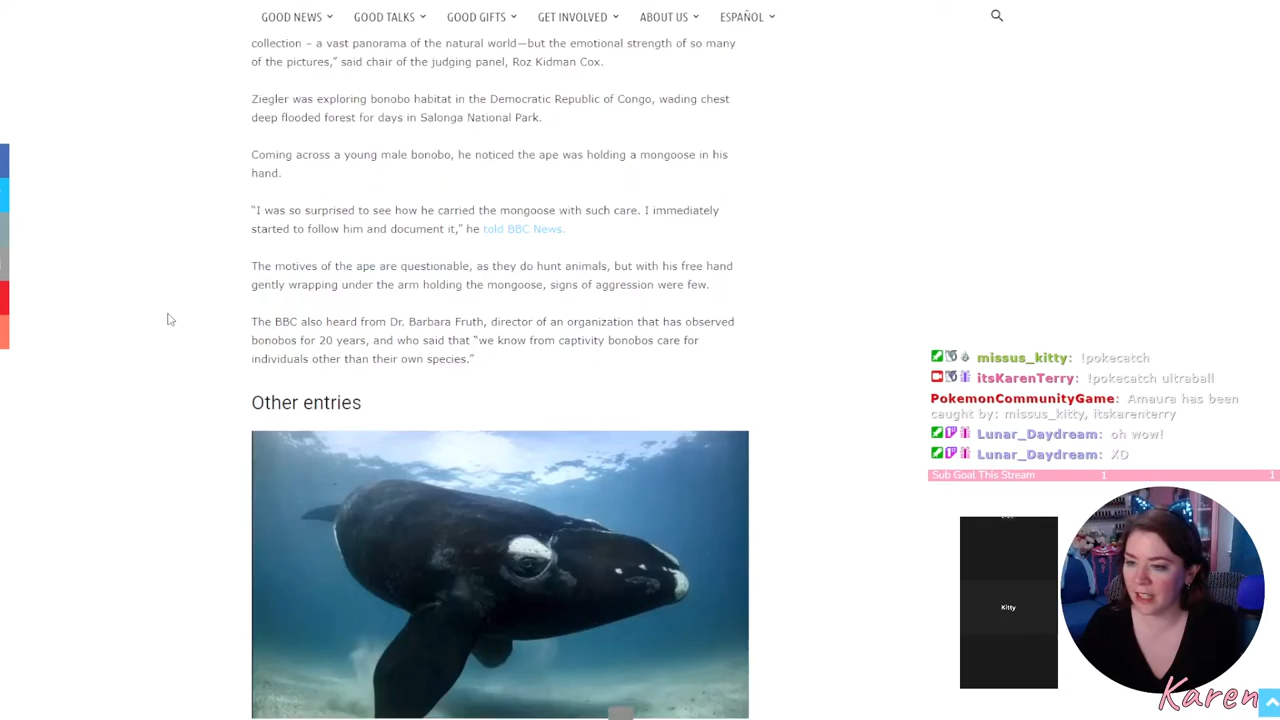 GOOD NEWS GOOD TALKS GOOD GIFTS GET INVOLVED ABOUT US ESPAÑOL
collection – a vast panorama of the natural world—but the emotional strength of so many
of the pictures,” said chair of the judging panel, Roz Kidman Cox.
Ziegler was exploring bonobo habitat in the Democratic Republic of Congo, wading chest
deep flooded forest for days in Salonga National Park.
Coming across a young male bonobo, he noticed the ape was holding a mongoose in his
hand.
“I was so surprised to see how he carried the mongoose with such care. I immediately
started to follow him and document it,” he told BBC News.
The motives of the ape are questionable, as they do hunt animals, but with his free hand
gently wrapping under the arm holding the mongoose, signs of aggression were few.
The BBC also heard from Dr. Barbara Fruth, director of an organization that has observed
bonobos for 20 years, and who said that “we know from captivity bonobos care for
individuals other than their own species.”
Other entries
missus_kitty: !pokecatch
itsKarenTerry: !pokecatch ultraball
PokemonCommunityGame: Amaura has been
caught by: missus_kitty, itskarenterry
Lunar_Daydream: oh wow!
Lunar_Daydream: XD
Sub Goal This Stream 1 1
Kitty
Karen